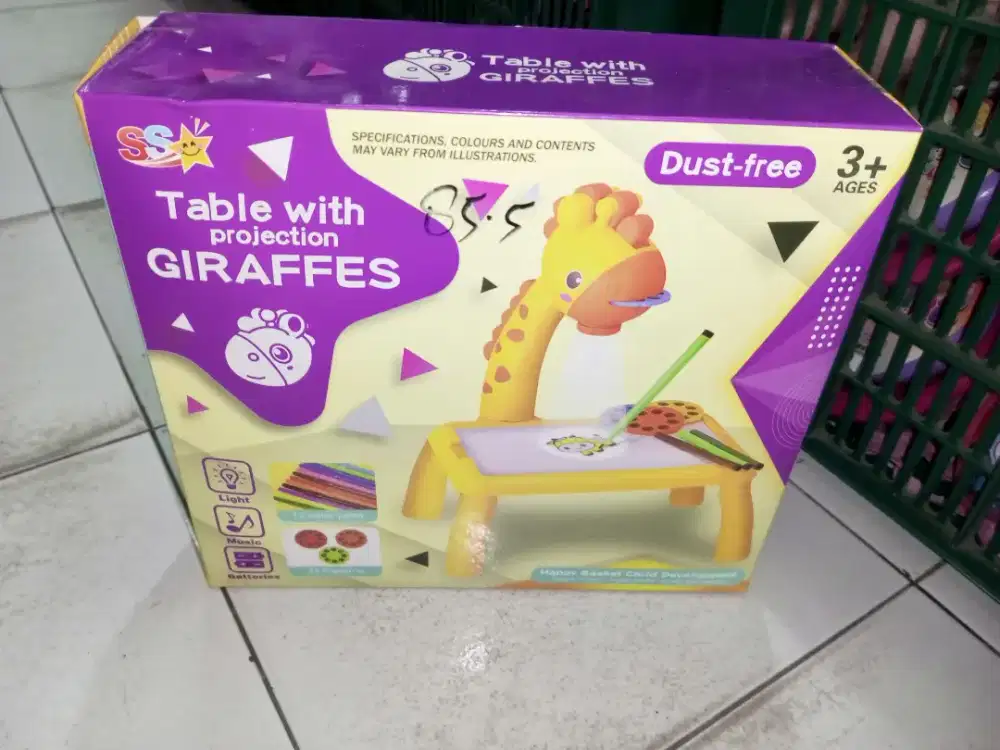 Table with
projection
GIRAFFES
SS
SPECIFICATIONS, COLOURS AND CONTENTS
MAY VARY FROM ILLUSTRATIONS.
Dust-free
3+
AGES
85.5
Table with
projection
GIRAFFES
Light
Music
Batteries